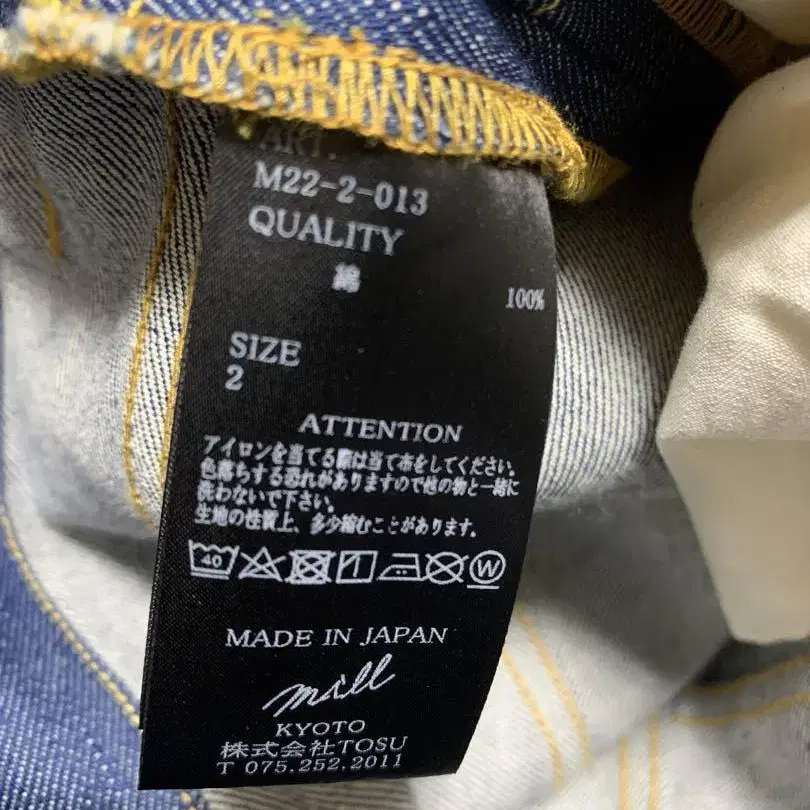 ART.
M22-2-013
QUALITY
綿 100%
SIZE
2
ATTENTION
アイロンを当てる際は当て布をしてください。
色落ちする恐れがありますので他の物と一緒に
洗わないで下さい。
生地の性質上、多少縮むことがあります。
40 W
MADE IN JAPAN
mill
KYOTO
株式会社TOSU
T 075.252.2011